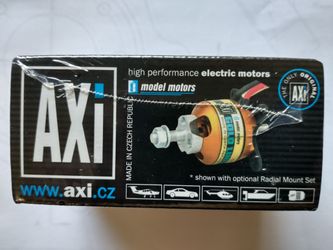 AXi
high performance electric motors
model motors
MADE IN CZECH REPUBLIC
THE ONLY ORIGINAL
AXi
* shown with optional Radial Mount Set
www.axi.cz